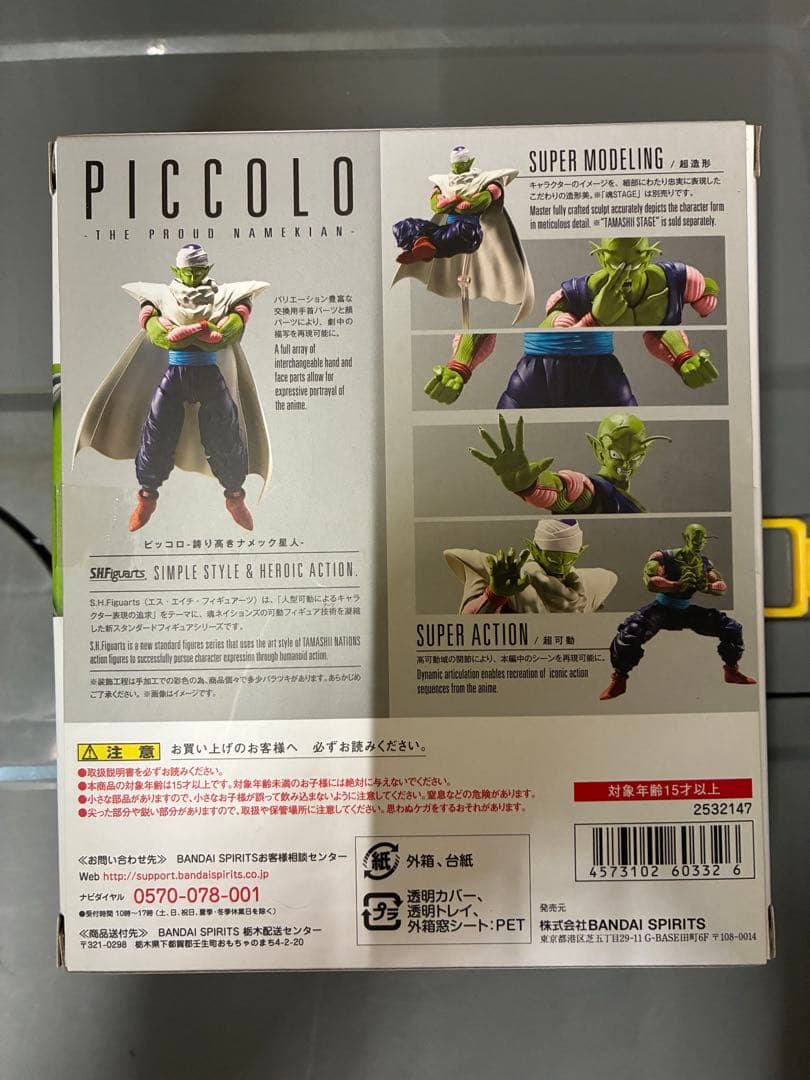 PICCOLO
-THE PROUD NAMEKIAN-
バリエーション豊富な
交換用手首パーツと顔
パーツにより、劇中の
描写を再現可能に。
A full array of
interchangeable hand and
face parts allow for
expressive portrayal of
the anime.
ピッコロ-誇り高きナメック星人-
S.H.Figuarts SIMPLE STYLE & HEROIC ACTION.
S.H.Figuarts（エス・エイチ・フィギュアーツ）は、「人型可動によるキャラ
クター表現の追求」をテーマに、魂ネイションズの可動フィギュア技術を凝縮
した新スタンダードフィギュアシリーズです。
S.H.Figuarts is a new standard figures series that uses the art style of TAMASHII NATIONS
action figures to successfully pursue character expression through humanoid action.
※装飾工程は手加工での彩色の為、商品個々で多少バラツキがあります。あらかじめ
ご了承ください。※画像はイメージです。
SUPER MODELING / 超造形
キャラクターのイメージを、細部にわたり忠実に表現した
こだわりの造形美。※「魂STAGE」は別売りです。
Master fully crafted sculpt accurately depicts the character form
in meticulous detail. ※"TAMASHII STAGE" is sold separately.
SUPER ACTION / 超可動
高可動域の関節により、本編中のシーンを再現可能に。
Dynamic articulation enables recreation of iconic action
sequences from the anime.
注意 お買い上げのお客様へ 必ずお読みください。
●取扱説明書を必ずお読みください。
●本商品の対象年齢は15才以上です。対象年齢未満のお子様には絶対に与えないでください。
●小さな部品がありますので、小さなお子様が誤って飲み込まないように注意してください。窒息などの危険があります。
●尖った部分や鋭い部分がありますので、取扱や保管場所に注意してください。思わぬケガをするおそれがあります。
対象年齢15才以上
2532147
4573102 603326
≪お問い合わせ先≫ BANDAI SPIRITSお客様相談センター
Web http://support.bandaispirits.co.jp
ナビダイヤル 0570-078-001
●受付時間 10時～17時（土、日、祝日、夏季・冬季休業日を除く）
≪商品送付先≫ BANDAI SPIRITS 栃木配送センター
〒321-0298 栃木県下都賀郡壬生町おもちゃのまち4-2-20
紙 外箱、台紙
プラ 透明カバー、
透明トレイ、
外箱窓シート:PET
発売元
株式会社BANDAI SPIRITS
東京都港区芝五丁目29-11 G-BASE田町6F 〒108-0014